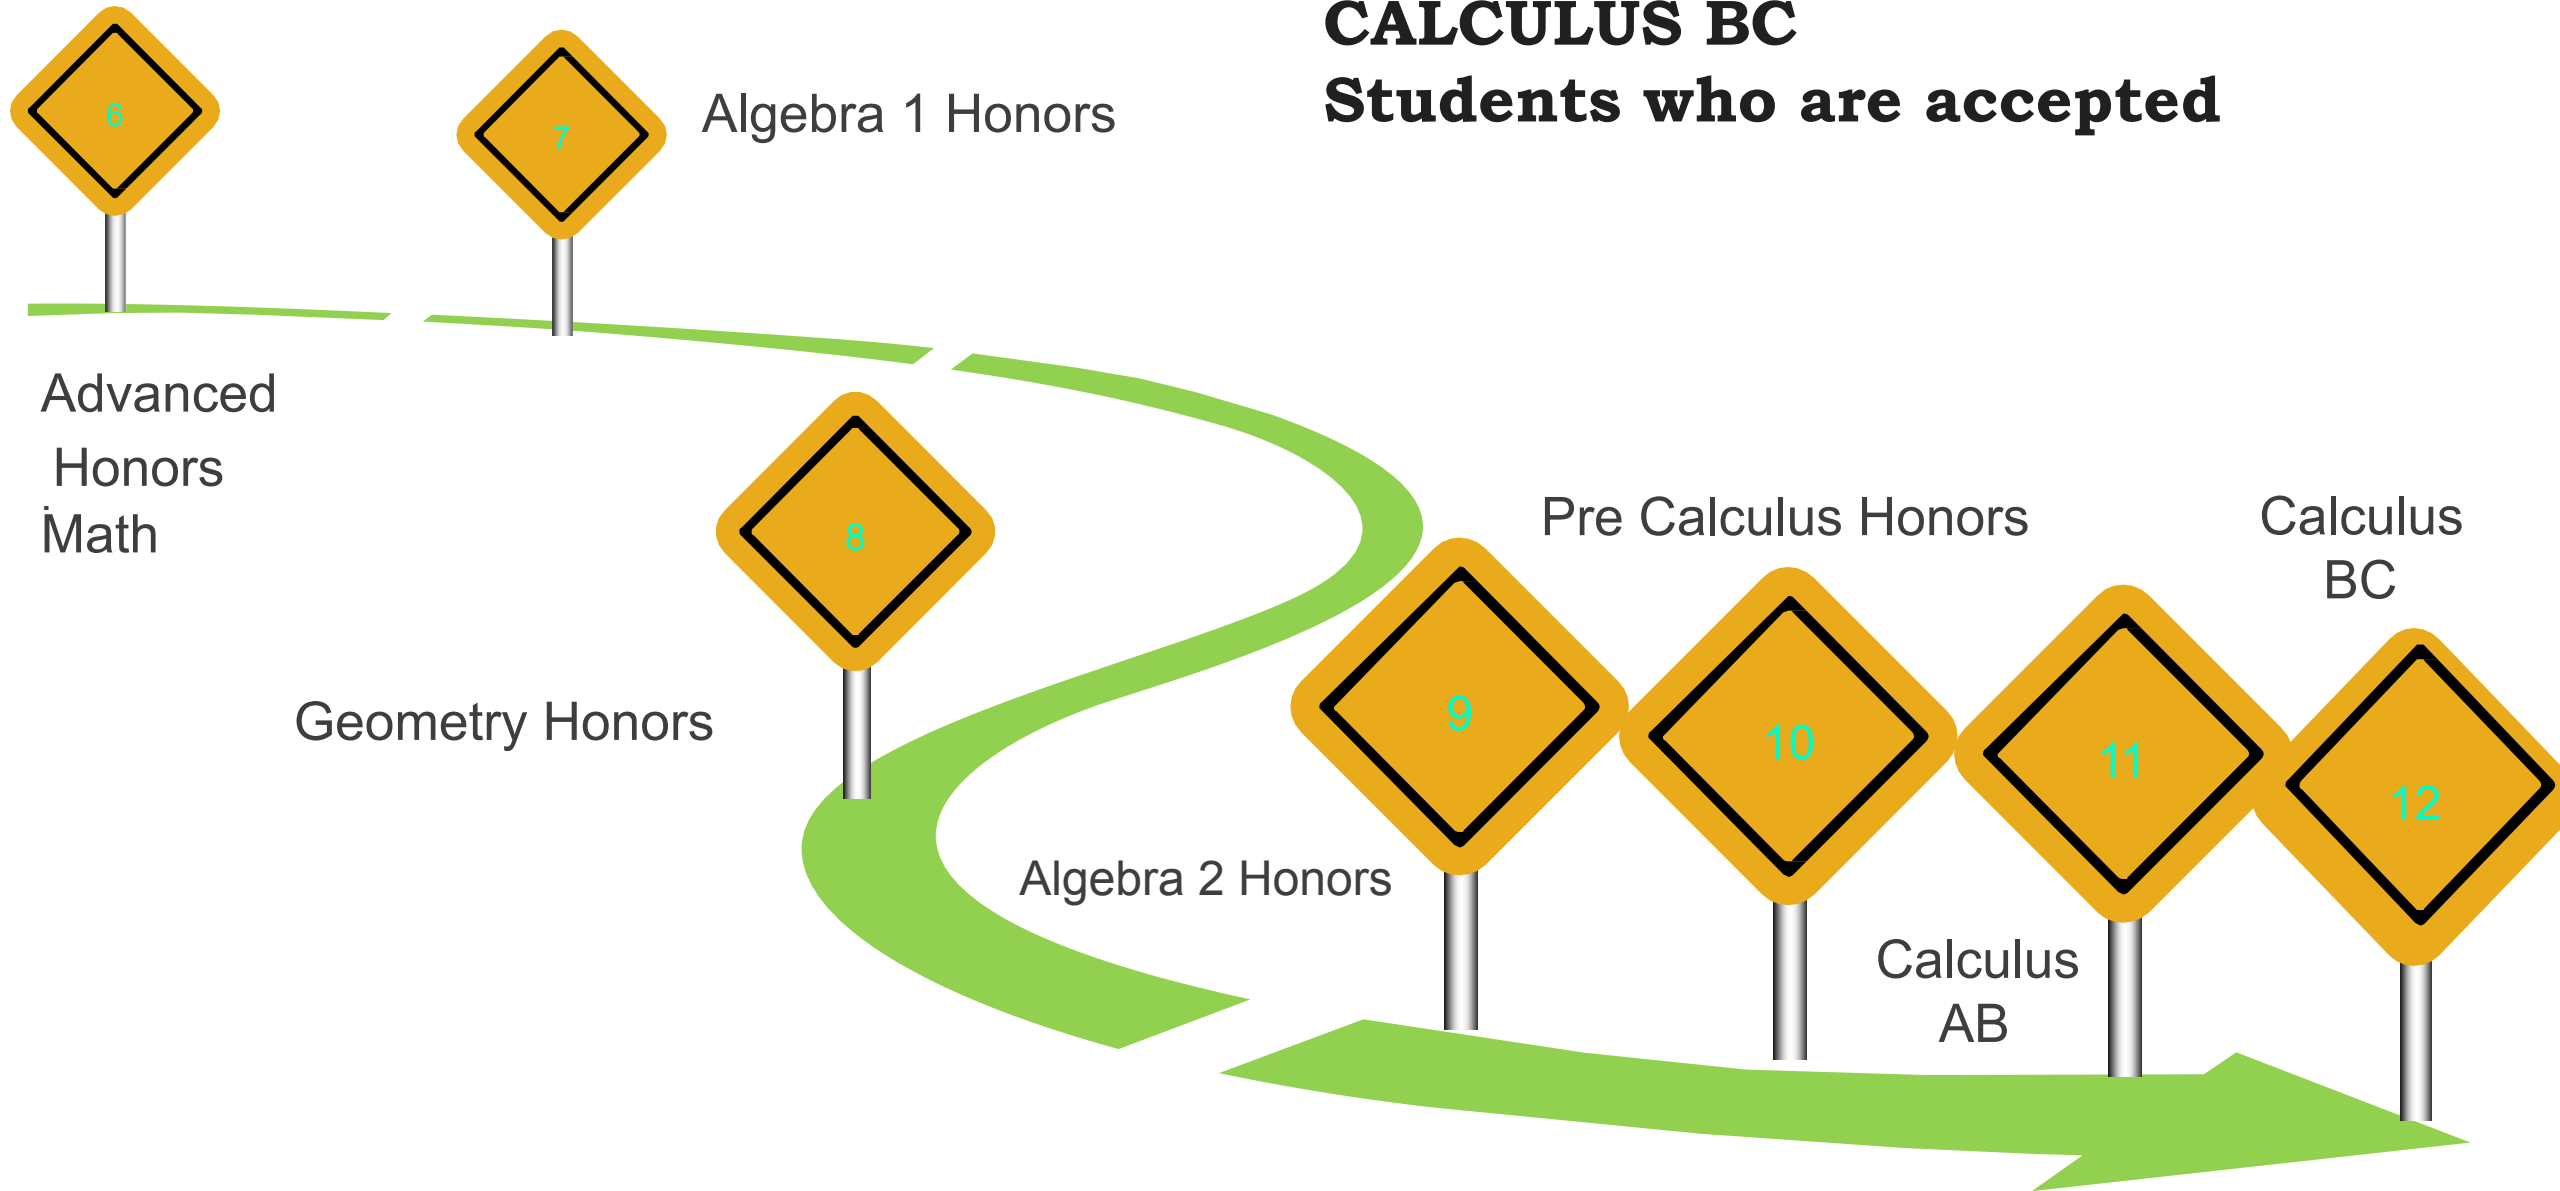 CALCULUS BC
Students who are accepted
6
7
Algebra 1 Honors
Advanced
Honors
Math
8
Geometry Honors
Pre Calculus Honors
Calculus
BC
9
10
11
12
Algebra 2 Honors
Calculus
AB